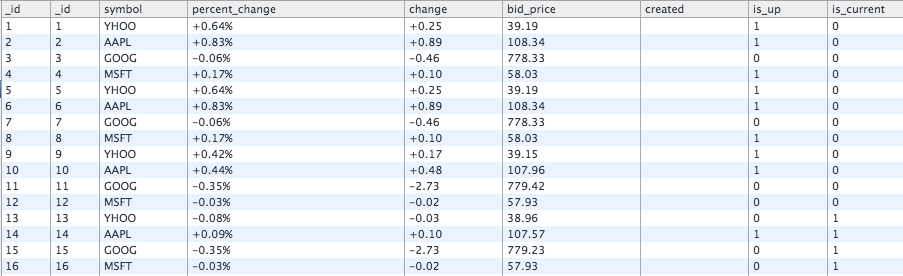 _id _id symbol percent_change change bid_price created is_up is_current
1 1 YHOO +0.64% +0.25 39.19 1 0
2 2 AAPL +0.83% +0.89 108.34 1 0
3 3 GOOG -0.06% -0.46 778.33 0 0
4 4 MSFT +0.17% +0.10 58.03 1 0
5 5 YHOO +0.64% +0.25 39.19 1 0
6 6 AAPL +0.83% +0.89 108.34 1 0
7 7 GOOG -0.06% -0.46 778.33 0 0
8 8 MSFT +0.17% +0.10 58.03 1 0
9 9 YHOO +0.42% +0.17 39.15 1 0
10 10 AAPL +0.44% +0.48 107.96 1 0
11 11 GOOG -0.35% -2.73 779.42 0 0
12 12 MSFT -0.03% -0.02 57.93 0 0
13 13 YHOO -0.08% -0.03 38.96 0 1
14 14 AAPL +0.09% +0.10 107.57 1 1
15 15 GOOG -0.35% -2.73 779.23 0 1
16 16 MSFT -0.03% -0.02 57.93 0 1